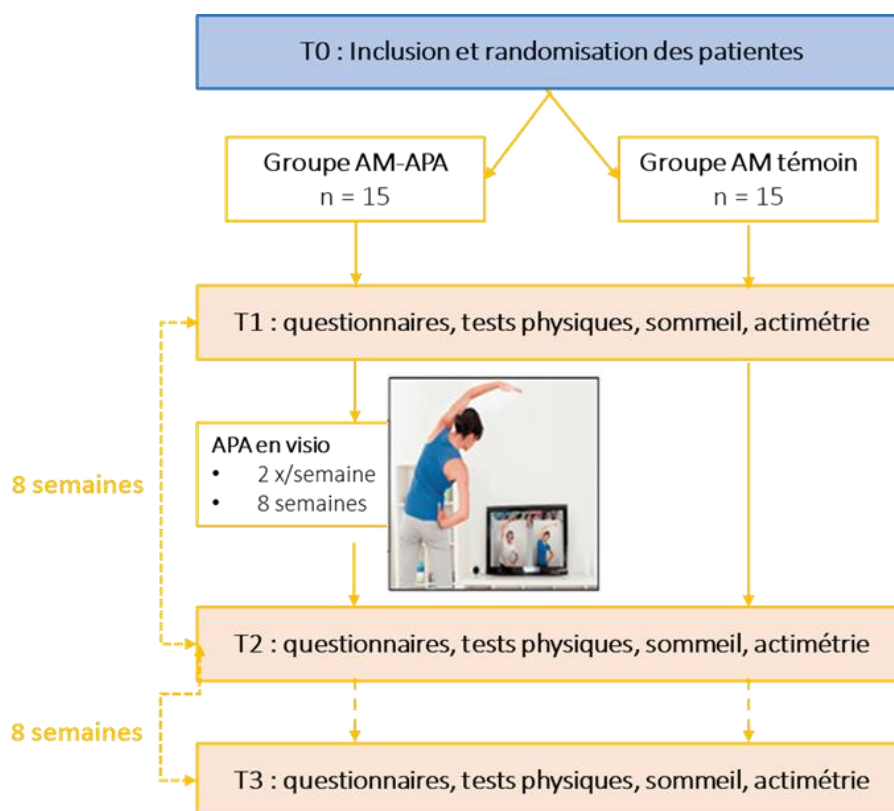 T0 : Inclusion et randomisation des patientes
Groupe AM-APA
n = 15
Groupe AM témoin
n = 15
T1 : questionnaires, tests physiques, sommeil, actimétrie
APA en visio
• 2 x/semaine
• 8 semaines
8 semaines
T2 : questionnaires, tests physiques, sommeil, actimétrie
8 semaines
T3 : questionnaires, tests physiques, sommeil, actimétrie